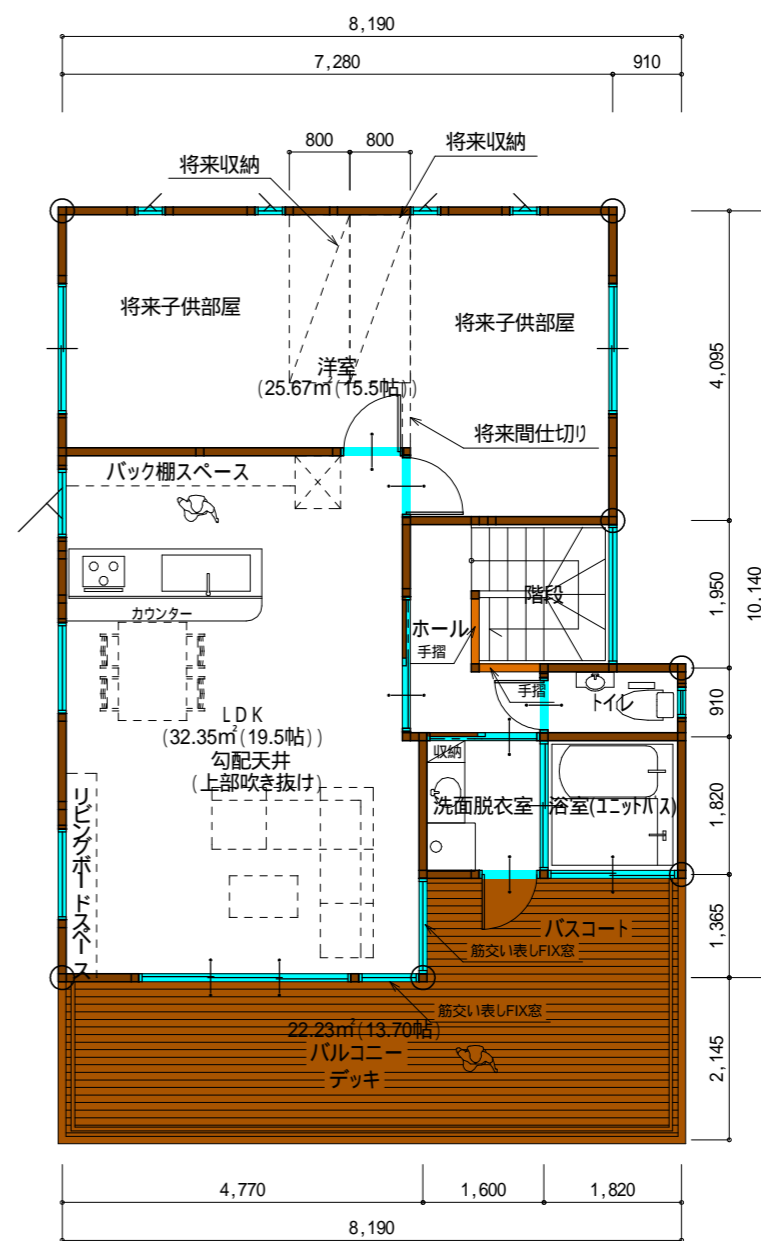 8,190
7,280
910
800
800
将来収納
将来収納
将来子供部屋
将来子供部屋
洋室
(25.67㎡(15.5帖))
将来間仕切り
4,095
バック棚スペース
カウンター
階段
ホール
手摺
手摺
トイレ
1,950
10,140
910
LDK
(32.35㎡(19.5帖))
勾配天井
(上部吹き抜け)
収納
洗面脱衣室
浴室(ユニットバス)
1,820
リビングボードスペース
バスコート
筋交い表しFIX窓
1,365
筋交い表しFIX窓
22.23㎡(13.70帖)
バルコニー
デッキ
2,145
4,770
1,600
1,820
8,190